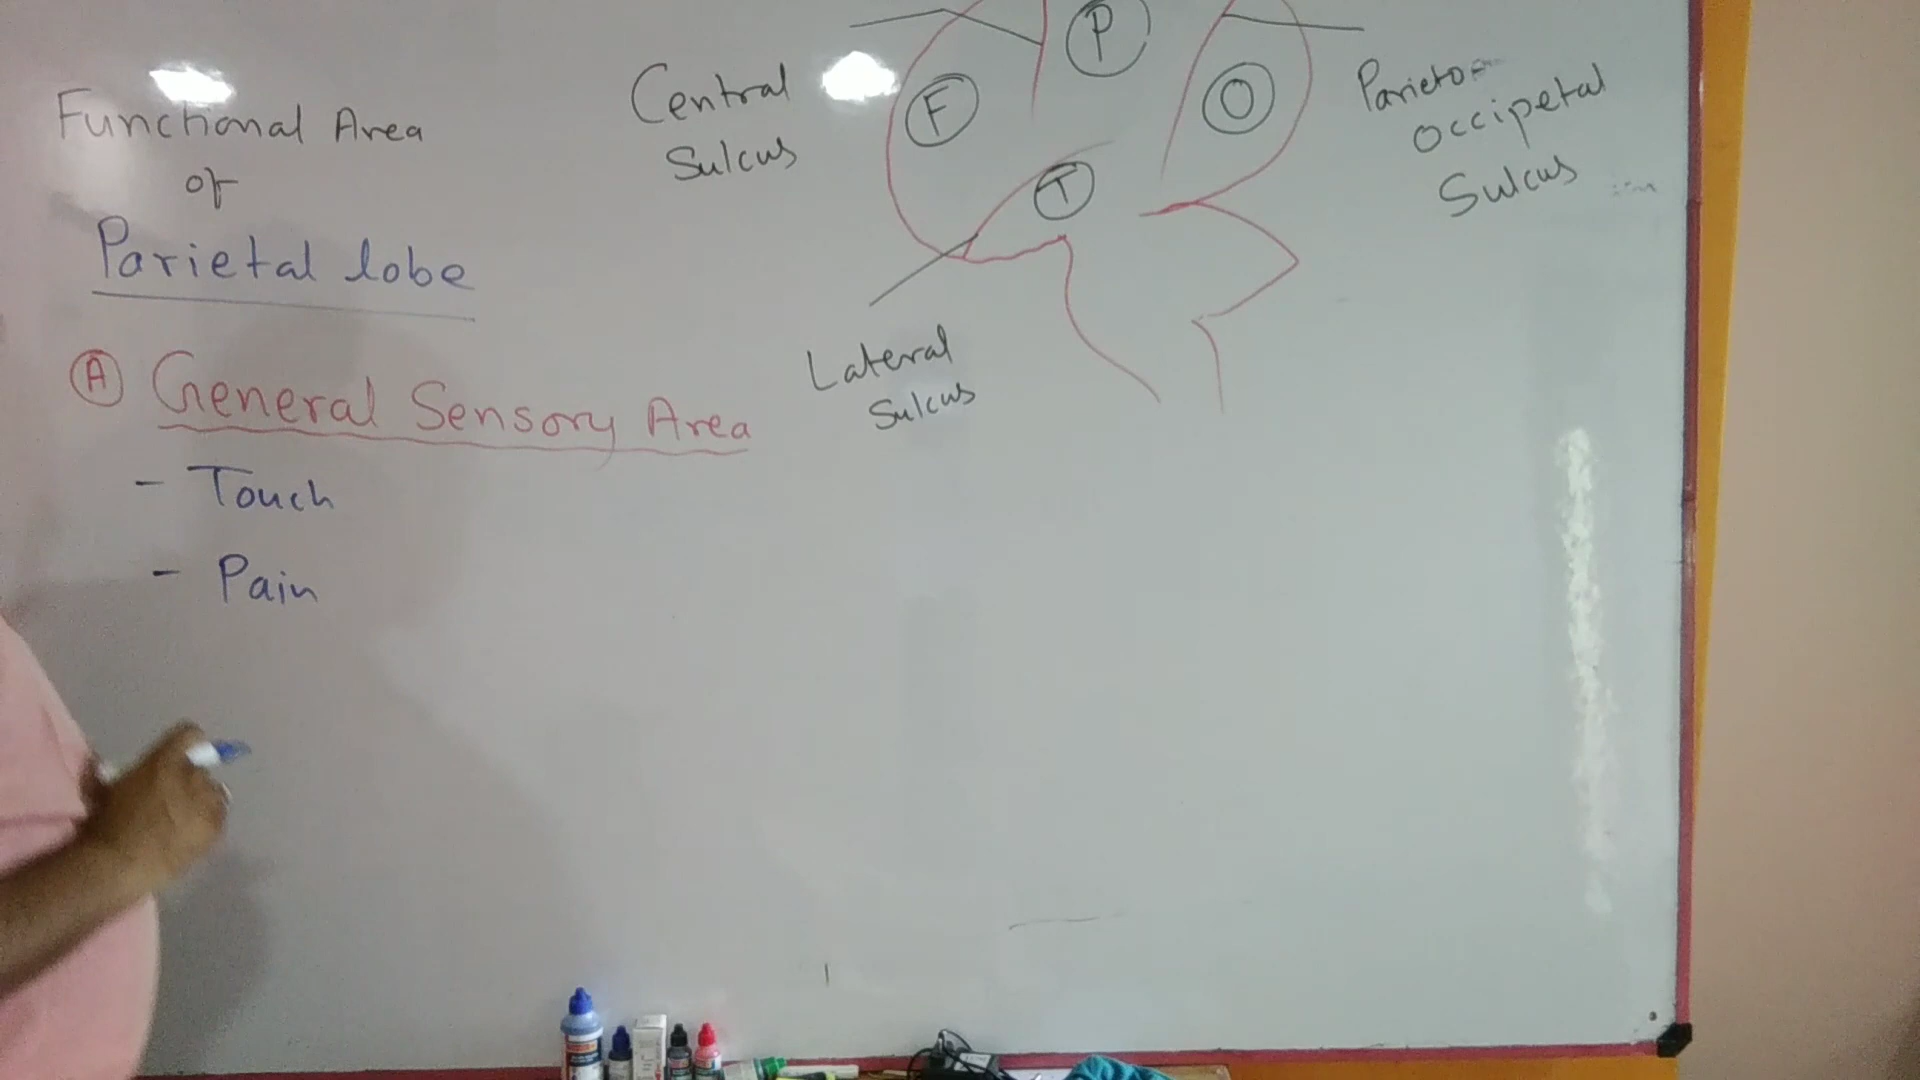 Functional Area
of
Parietal lobe
A General Sensory Area
- Touch
- Pain
Central
Sulcus
F
P
O
T
Parieto-
occipetal
Sulcus
Lateral
Sulcus